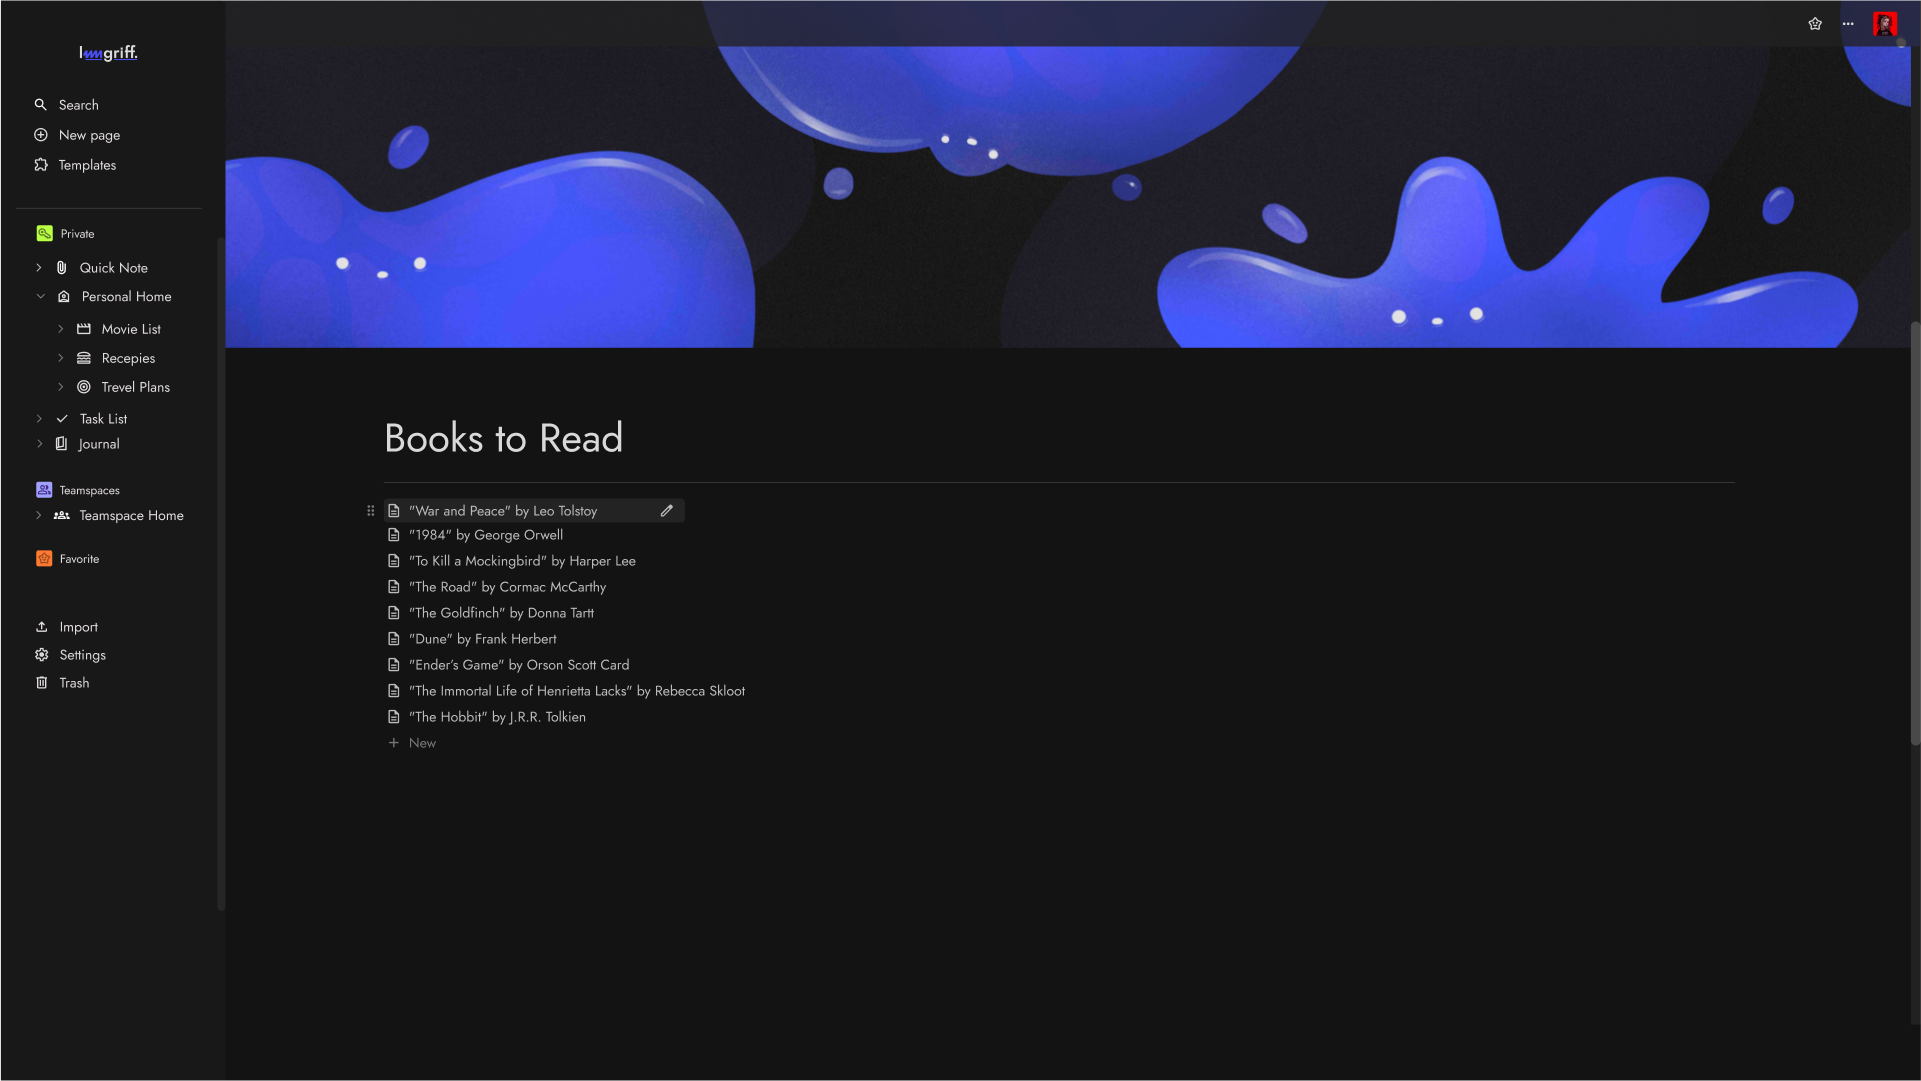 Search
New page
Templates
Private
Quick Note
Personal Home
Movie List
Recepies
Trevel Plans
Task List
Journal
Teamspaces
Teamspace Home
Favorite
Import
Settings
Trash
Books to Read
"War and Peace" by Leo Tolstoy
"1984" by George Orwell
"To Kill a Mockingbird" by Harper Lee
"The Road" by Cormac McCarthy
"The Goldfinch" by Donna Tartt
"Dune" by Frank Herbert
"Ender's Game" by Orson Scott Card
"The Immortal Life of Henrietta Lacks" by Rebecca Skloot
"The Hobbit" by J.R.R. Tolkien
New